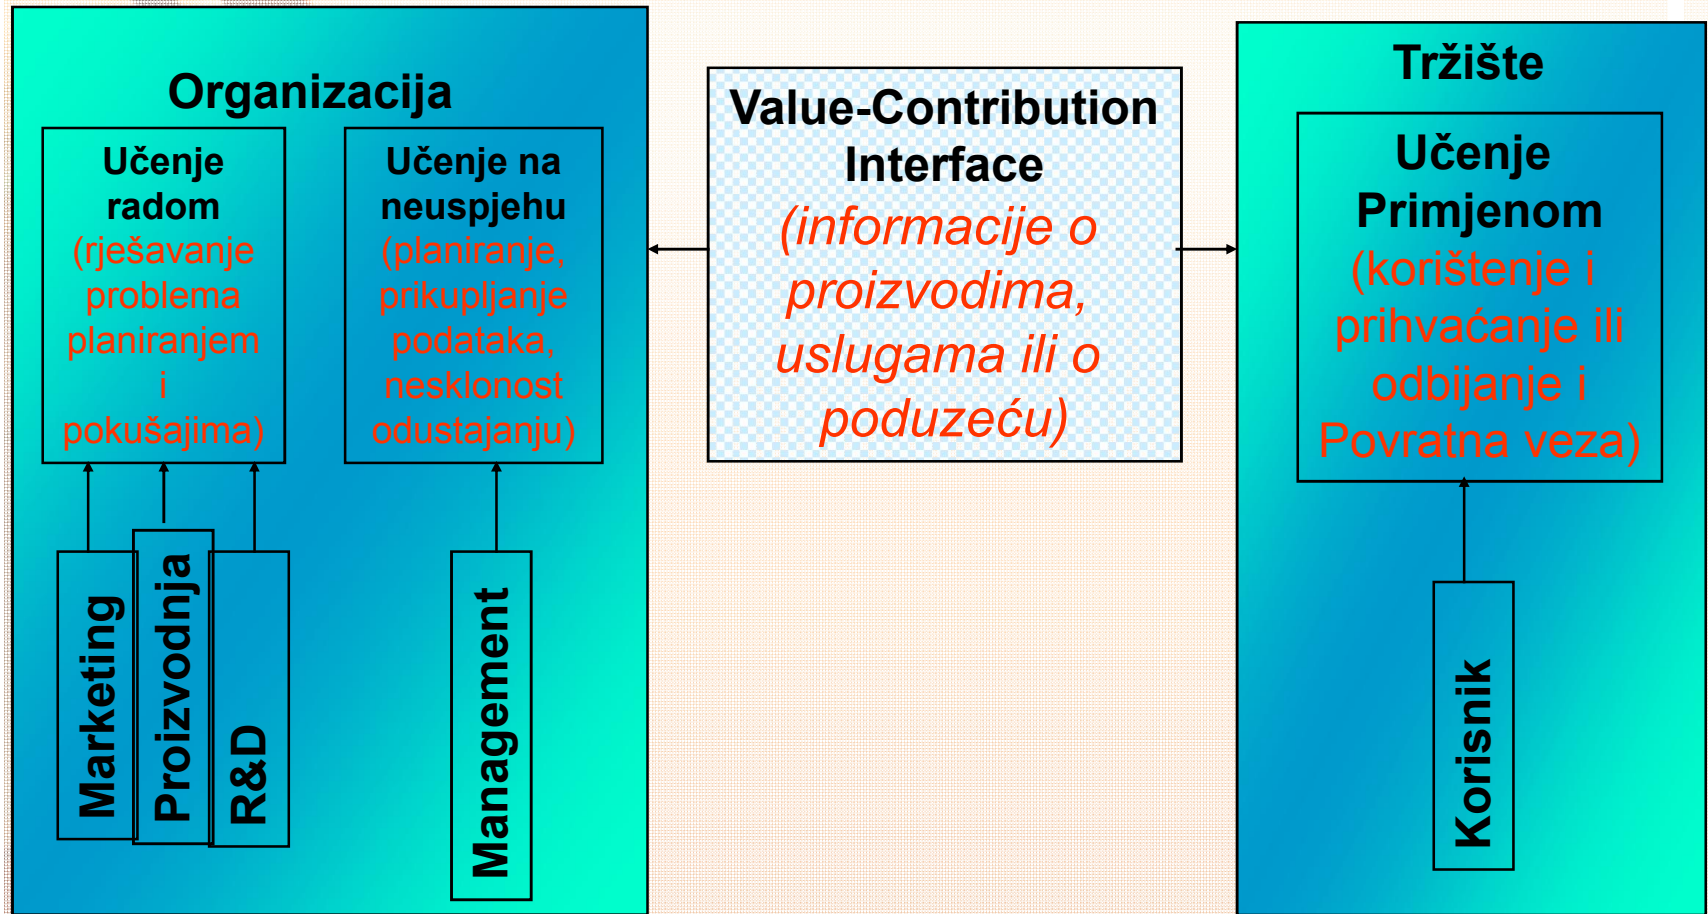 Organizacija
Učenje
radom
(rješavanje
problema
planiranjem
i
pokušajima)
Učenje na
neuspjehu
(planiranje,
prikupljanje
podataka,
nesklonost
odustajanju)
Marketing
Proizvodnja
R&D
Management
Value-Contribution
Interface
(informacije o
proizvodima,
uslugama ili o
poduzeću)
Tržište
Učenje
Primjenom
(korištenje i
prihvaćanje ili
odbijanje i
Povratna veza)
Korisnik